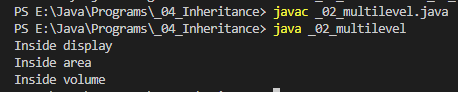 PS E:\Java\Programs\_04_Inheritance> javac _02_multilevel.java
PS E:\Java\Programs\_04_Inheritance> java _02_multilevel
Inside display
Inside area
Inside volume